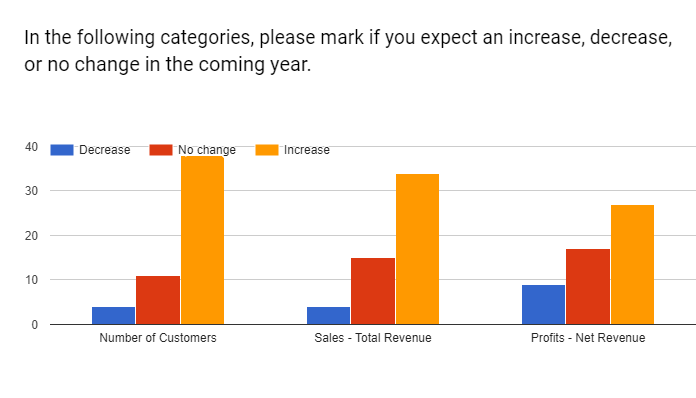 In the following categories, please mark if you expect an increase, decrease,
or no change in the coming year.
40
Decrease No change Increase
30
20
10
0
Number of Customers Sales - Total Revenue Profits - Net Revenue